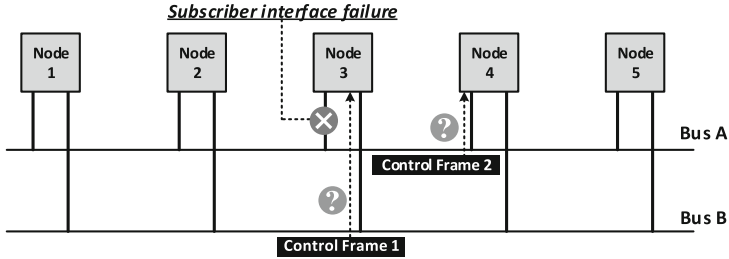 Subscriber interface failure
Node 1
Node 2
Node 3
Node 4
Node 5
?
Bus A
Control Frame 2
?
Bus B
Control Frame 1